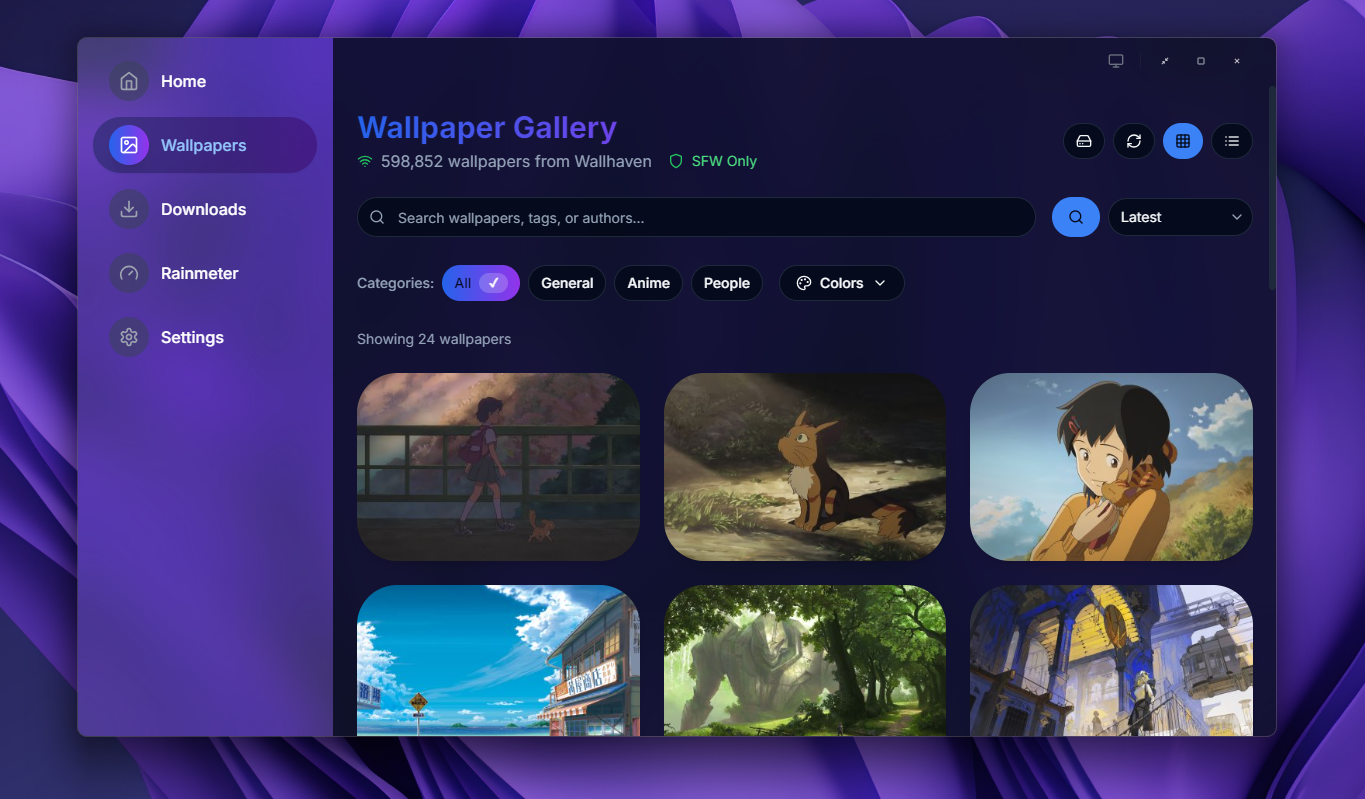 Home
Wallpapers
Downloads
Rainmeter
Settings
Wallpaper Gallery
598,852 wallpapers from Wallhaven SFW Only
Search wallpapers, tags, or authors...
Latest
Categories: All ✓ General Anime People Colors
Showing 24 wallpapers